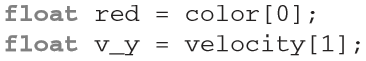 float red = color[0];
float v_y = velocity[1];